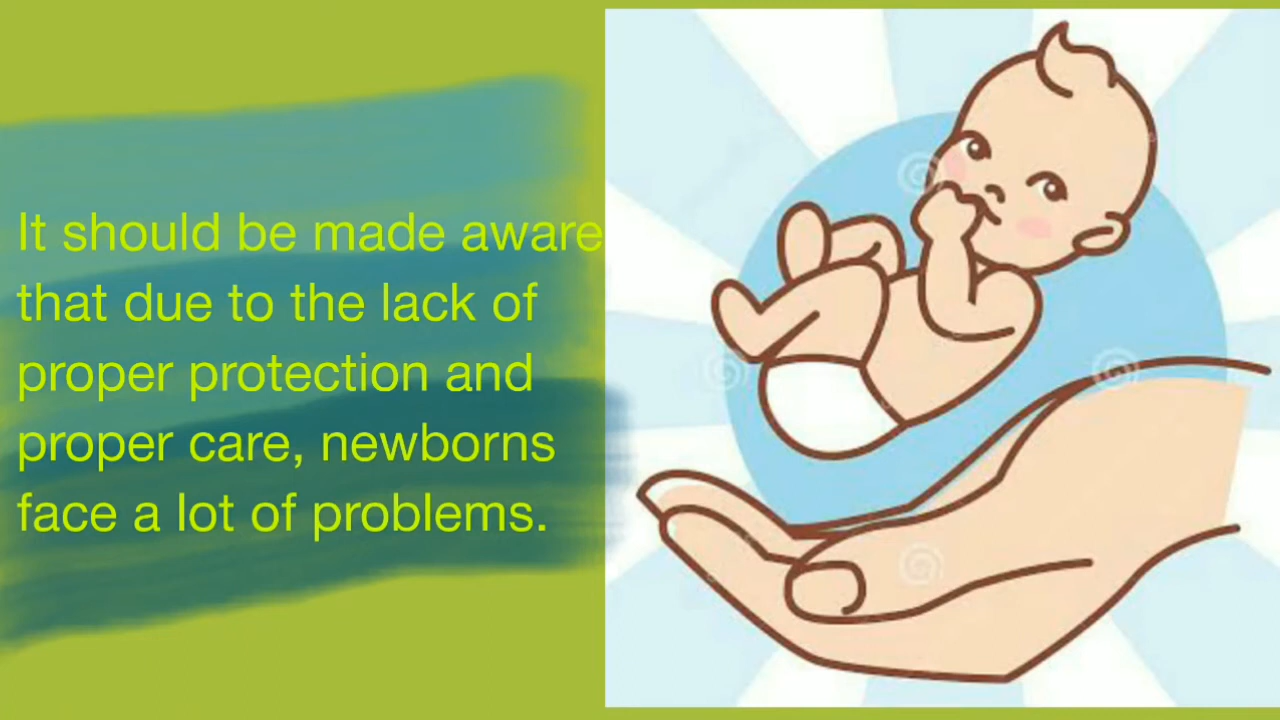 It should be made aware
that due to the lack of
proper protection and
proper care, newborns
face a lot of problems.